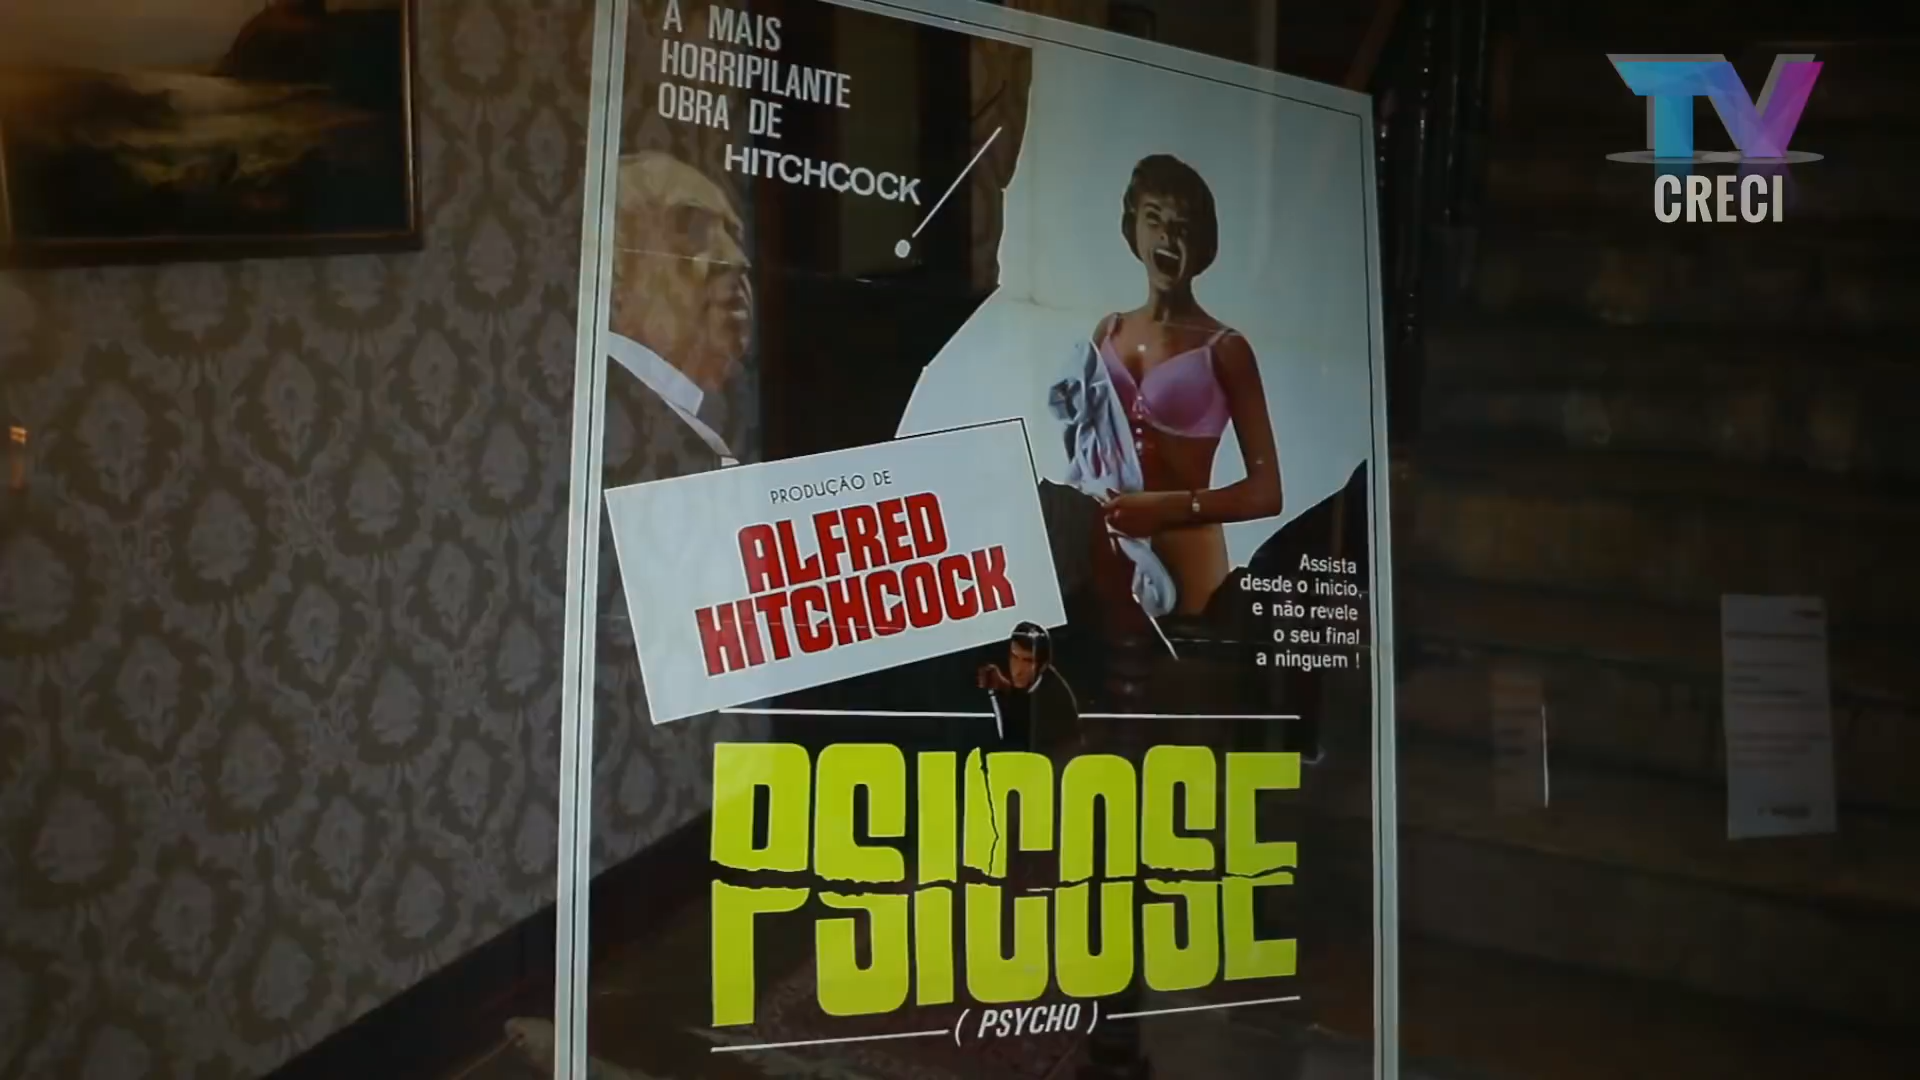 A MAIS
HORRIPILANTE
OBRA DE
HITCHCOCK
TV
CRECI
PRODUÇÃO DE
ALFRED
HITCHCOCK
Assista
desde o inicio,
e não revele
o seu final
a ninguem !
PSICOSE
( PSYCHO )